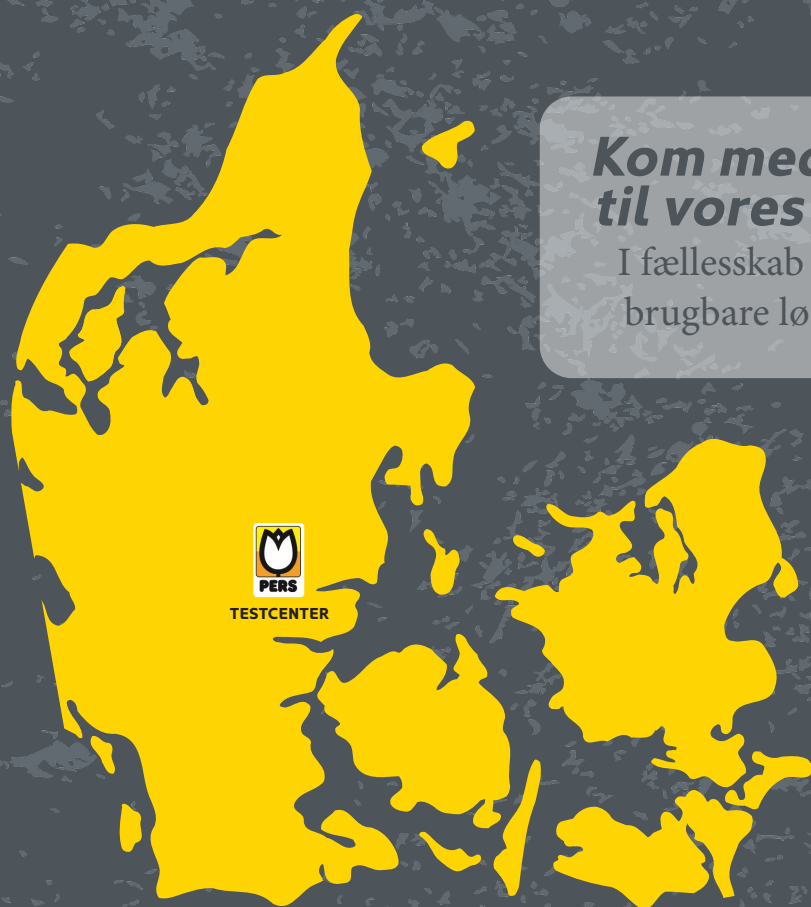 Kom med
til vores
I fællesskab
brugbare lø
PERS
TESTCENTER